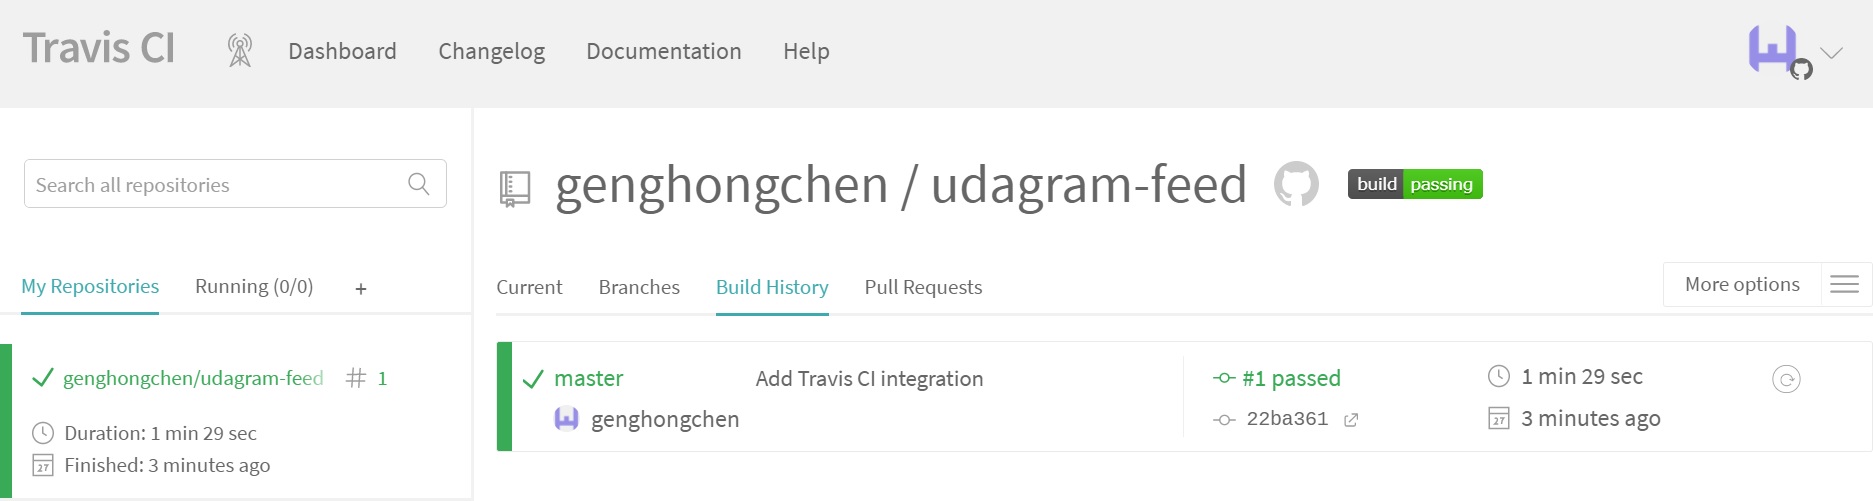 Travis CI
Dashboard
Changelog
Documentation
Help
Search all repositories
My Repositories
Running (0/0)
+
genghongchen/udagram-feed
# 1
Duration: 1 min 29 sec
27
Finished: 3 minutes ago
genghongchen / udagram-feed
build passing
Current
Branches
Build History
Pull Requests
More options
master
Add Travis CI integration
#1 passed
1 min 29 sec
genghongchen
22ba361
27
3 minutes ago